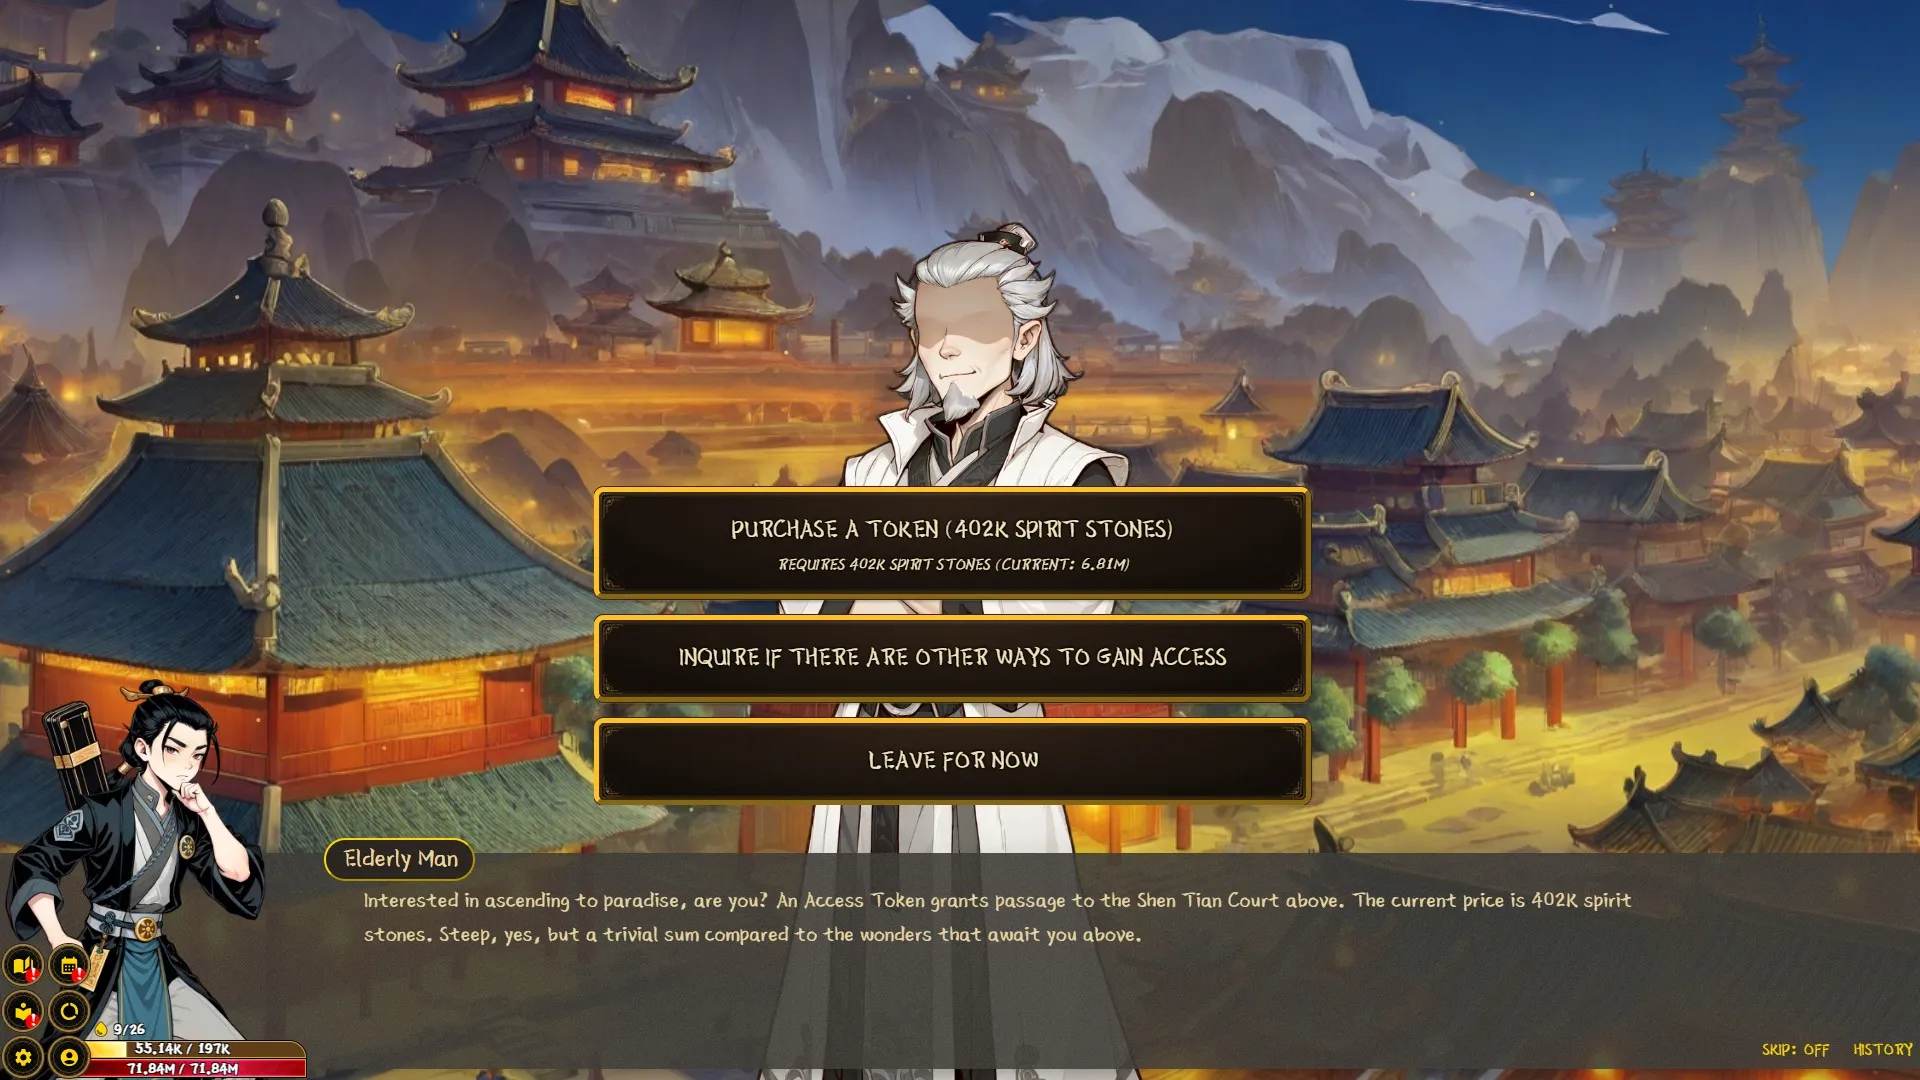 PURCHASE A TOKEN (402K SPIRIT STONES)
REQUIRES 402K SPIRIT STONES (CURRENT: 6.81M)
INQUIRE IF THERE ARE OTHER WAYS TO GAIN ACCESS
LEAVE FOR NOW
Elderly Man
Interested in ascending to paradise, are you? An Access Token grants passage to the Shen Tian Court above. The current price is 402K spirit
stones. Steep, yes, but a trivial sum compared to the wonders that await you above.
9/26
55.14K / 197K
71.84M / 71.84M
SKIP: OFF HISTORY